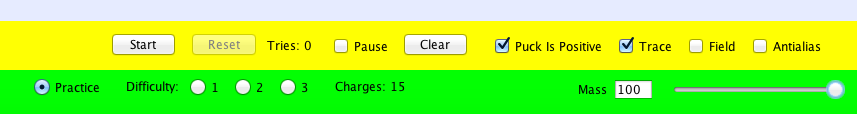 Start Reset Tries: 0 Pause Clear Puck Is Positive Trace Field Antialias
Practice Difficulty: 1 2 3 Charges: 15 Mass 100